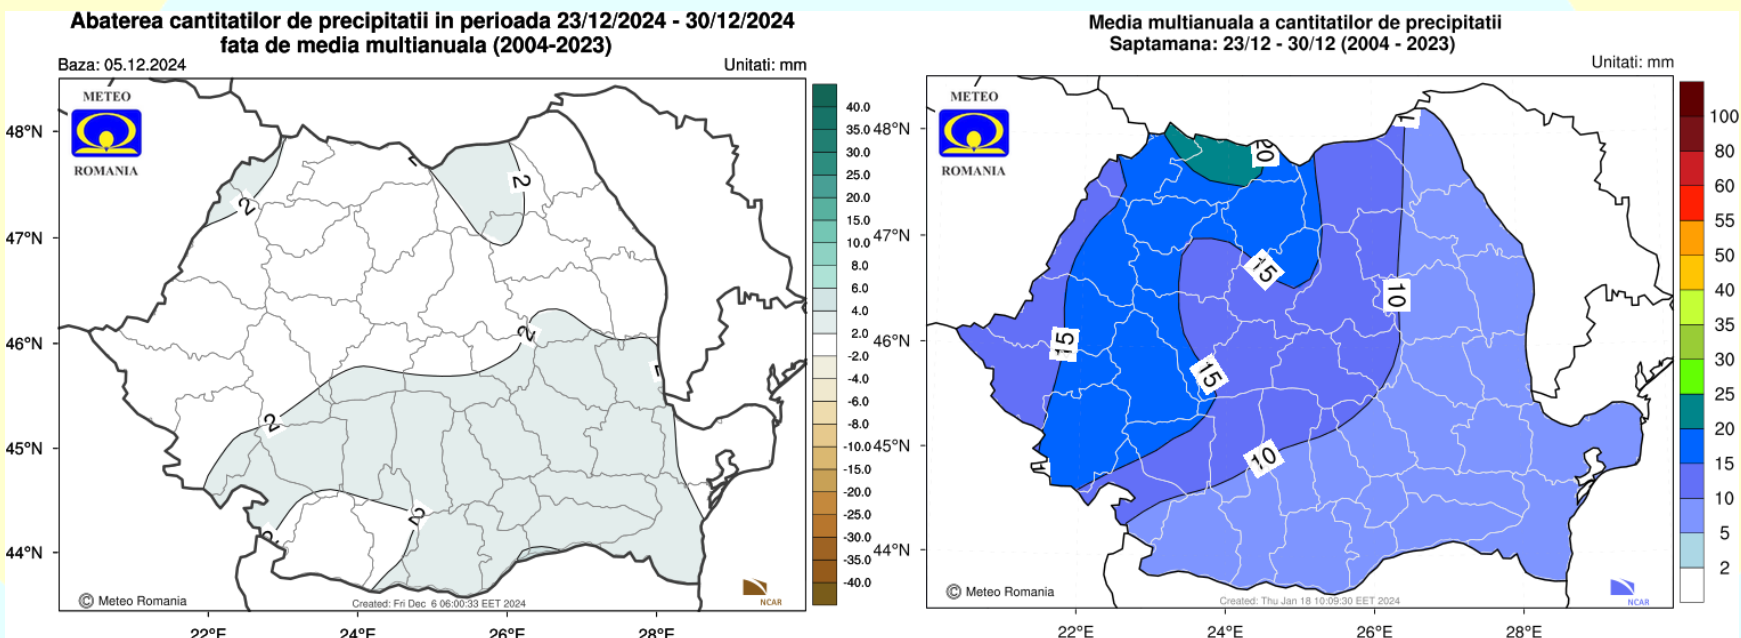 Abaterea cantitatilor de precipitatii in perioada 23/12/2024 - 30/12/2024
fata de media multianuala (2004-2023)
Baza: 05.12.2024
Unitati: mm
METEO
ROMANIA
48°N
47°N
46°N
45°N
44°N
2
2
2
2
2
© Meteo Romania
Created: Fri Dec 6 06:00:33 EET 2024
NCAR
22°E
24°E
26°E
28°E
40.0
35.0
30.0
25.0
20.0
15.0
10.0
8.0
6.0
4.0
2.0
-2.0
-4.0
-6.0
-8.0
-10.0
-15.0
-20.0
-25.0
-30.0
-35.0
-40.0
Media multianuala a cantitatilor de precipitatii
Saptamana: 23/12 - 30/12 (2004 - 2023)
Unitati: mm
METEO
ROMANIA
48°N
47°N
46°N
45°N
44°N
1
20
15
10
15
15
10
© Meteo Romania
Created: Thu Jan 18 10:09:30 EET 2024
NCAR
22°E
24°E
26°E
28°E
100
80
60
55
50
40
35
30
25
20
15
10
5
2